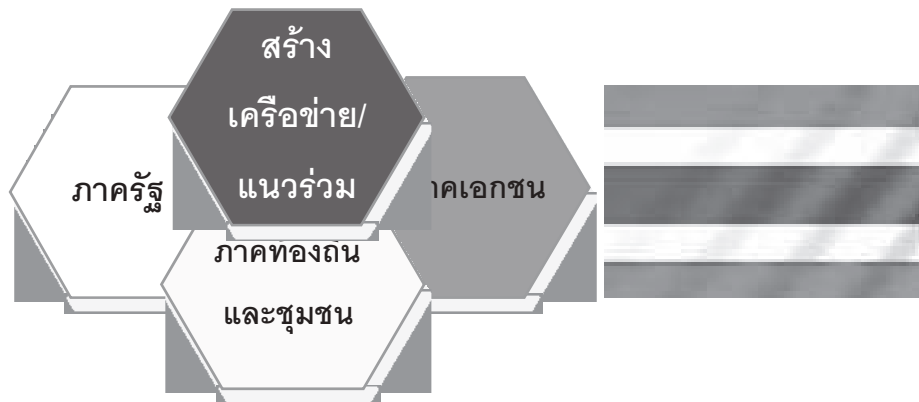 สร้าง
เครือข่าย/
แนวร่วม
ภาครัฐ
คเอกชน
ภาคท้องถิ่น
และชุมชน